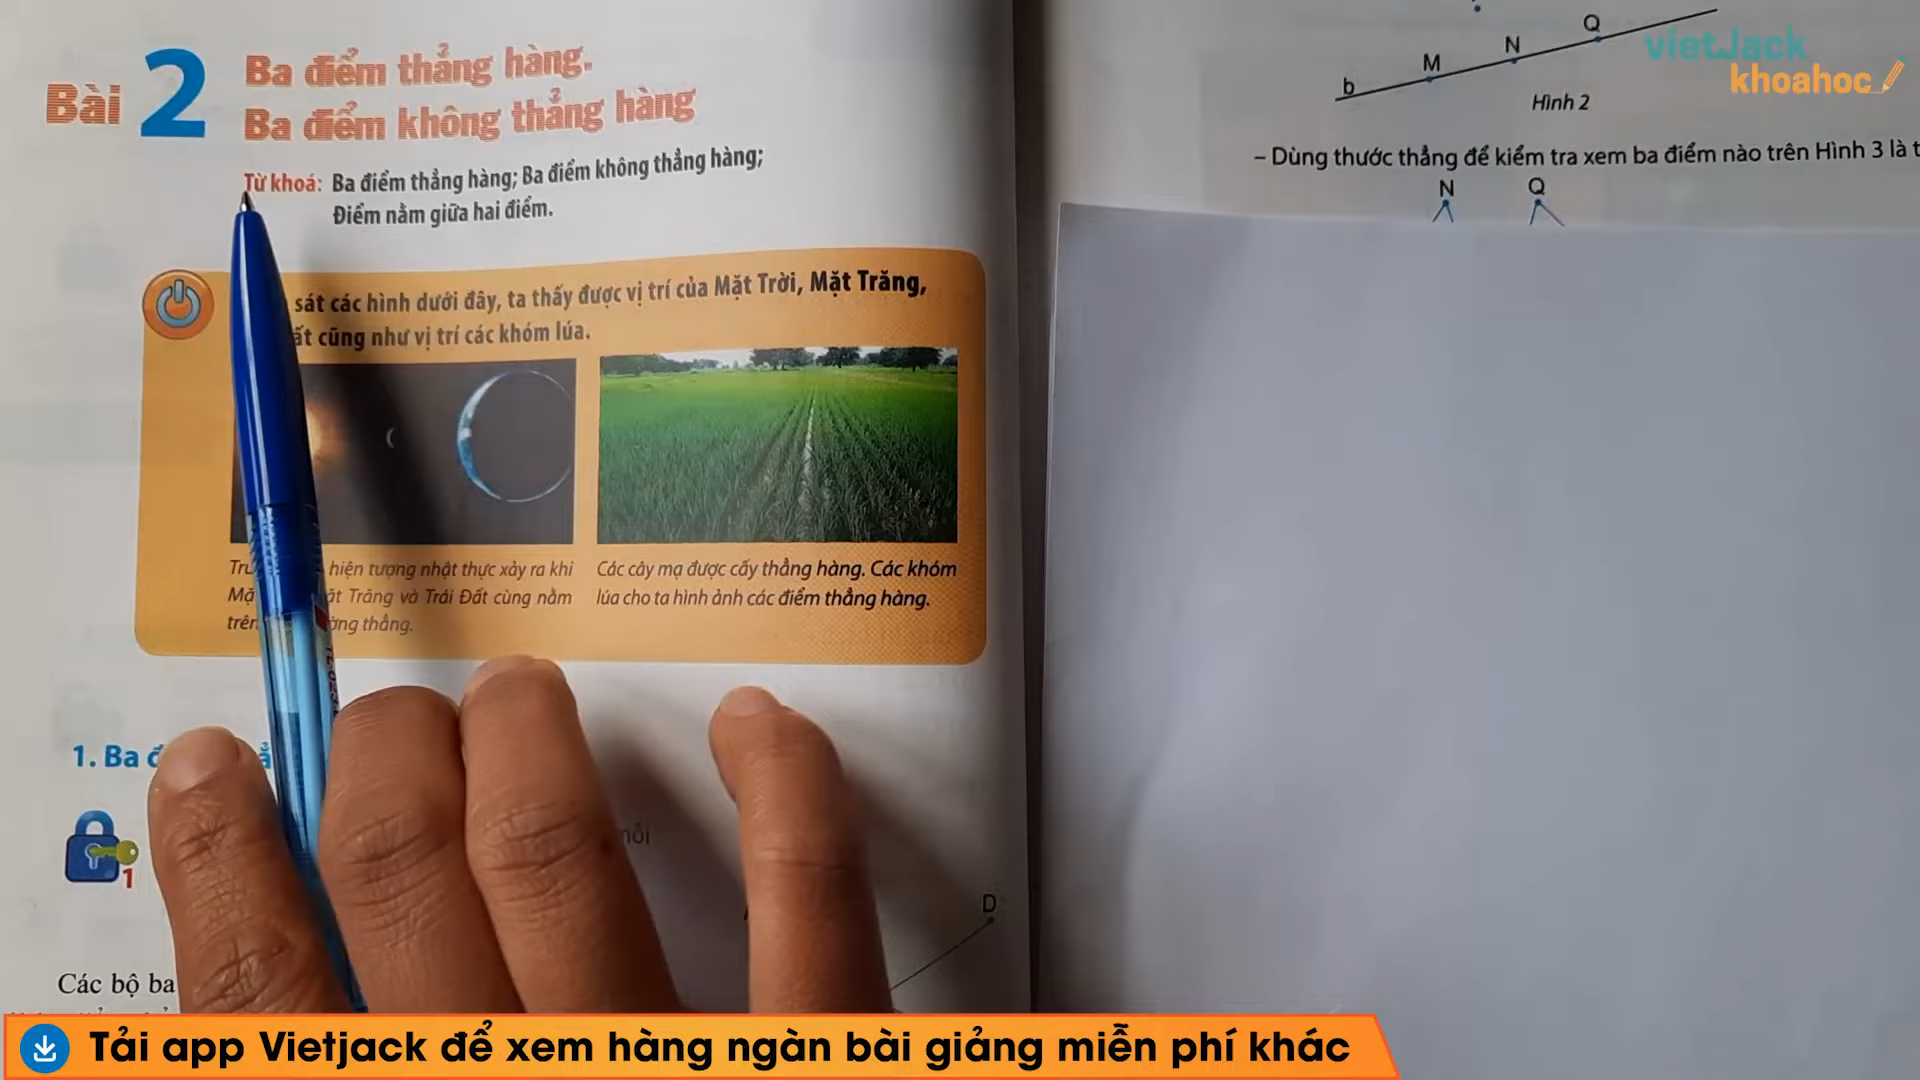 Bài 2 Ba điểm thẳng hàng.
Ba điểm không thẳng hàng
Từ khoá: Ba điểm thẳng hàng; Ba điểm không thẳng hàng;
Điểm nằm giữa hai điểm.
sát các hình dưới đây, ta thấy được vị trí của Mặt Trời, Mặt Trăng,
cũng như vị trí các khóm lúa.
hiện tượng nhật thực xảy ra khi
Trăng và Trái Đất cùng nằm
thẳng.
Các cây mạ được cấy thẳng hàng. Các khóm
lúa cho ta hình ảnh các điểm thẳng hàng.
1. Ba
1
D
Các bộ ba
b M N Q
Hình 2
– Dùng thước thẳng để kiểm tra xem ba điểm nào trên Hình 3 là
N Q
vietJack
khoahoc
Tải app Vietjack để xem hàng ngàn bài giảng miễn phí khác